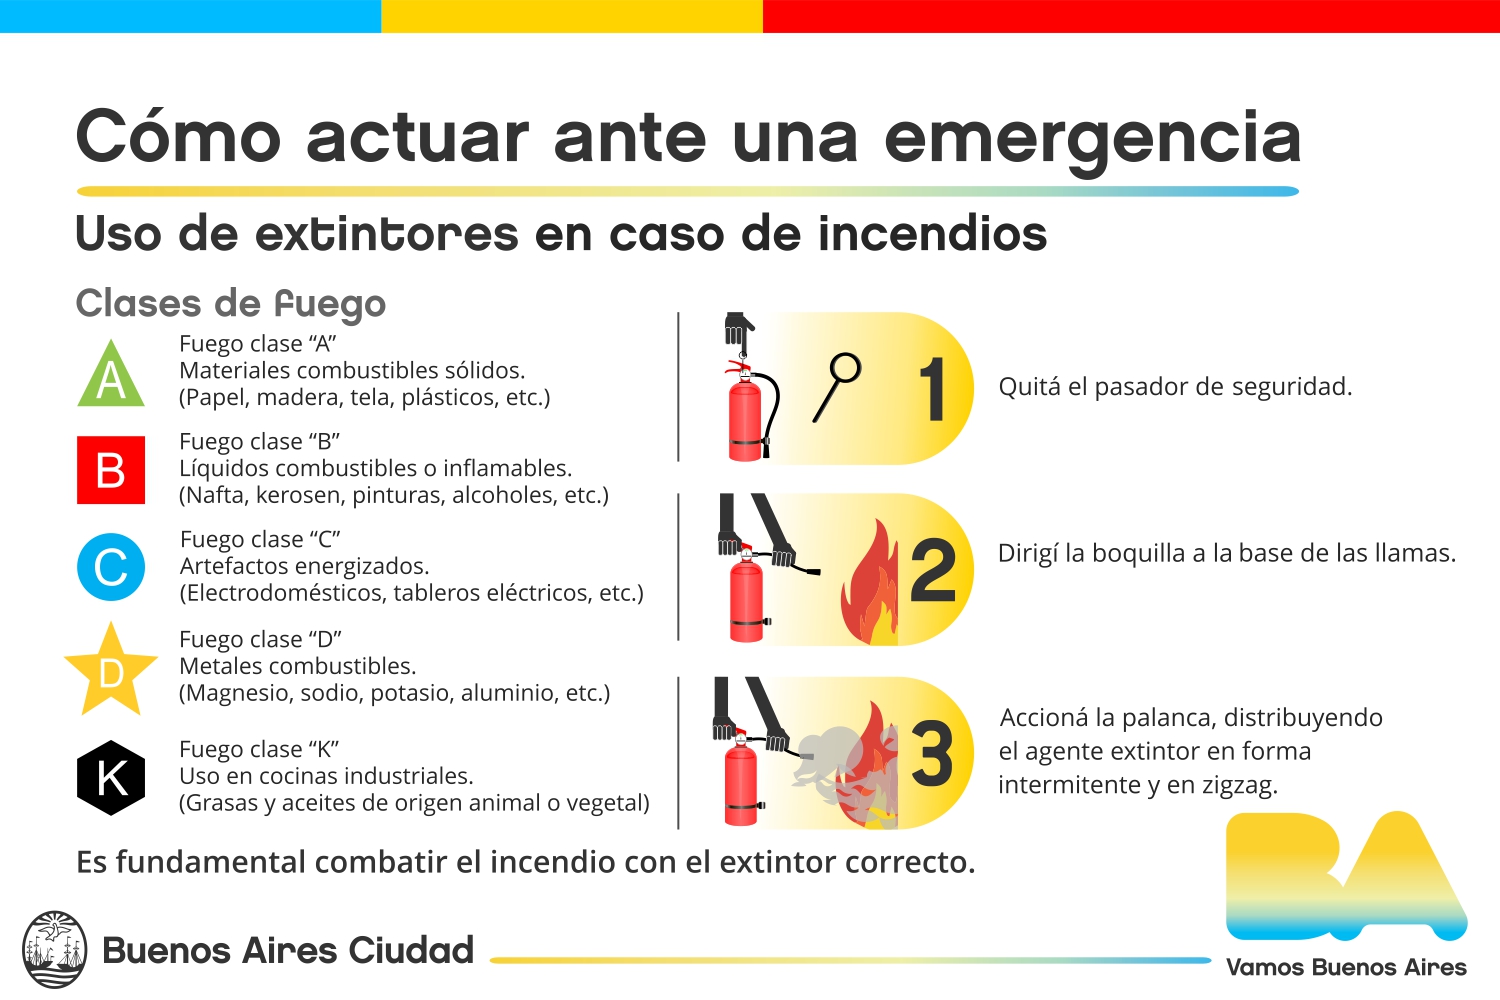 Cómo actuar ante una emergencia
Uso de extintores en caso de incendios
Clases de fuego
A
Fuego clase “A”
Materiales combustibles sólidos.
(Papel, madera, tela, plásticos, etc.)
B
Fuego clase “B”
Líquidos combustibles o inflamables.
(Nafta, kerosen, pinturas, alcoholes, etc.)
C
Fuego clase “C”
Artefactos energizados.
(Electrodomésticos, tableros eléctricos, etc.)
D
Fuego clase “D”
Metales combustibles.
(Magnesio, sodio, potasio, aluminio, etc.)
K
Fuego clase “K”
Uso en cocinas industriales.
(Grasas y aceites de origen animal o vegetal)
1
Quitá el pasador de seguridad.
2
Dirigí la boquilla a la base de las llamas.
3
Accioná la palanca, distribuyendo
el agente extintor en forma
intermitente y en zigzag.
Es fundamental combatir el incendio con el extintor correcto.
Buenos Aires Ciudad
BA
Vamos Buenos Aires